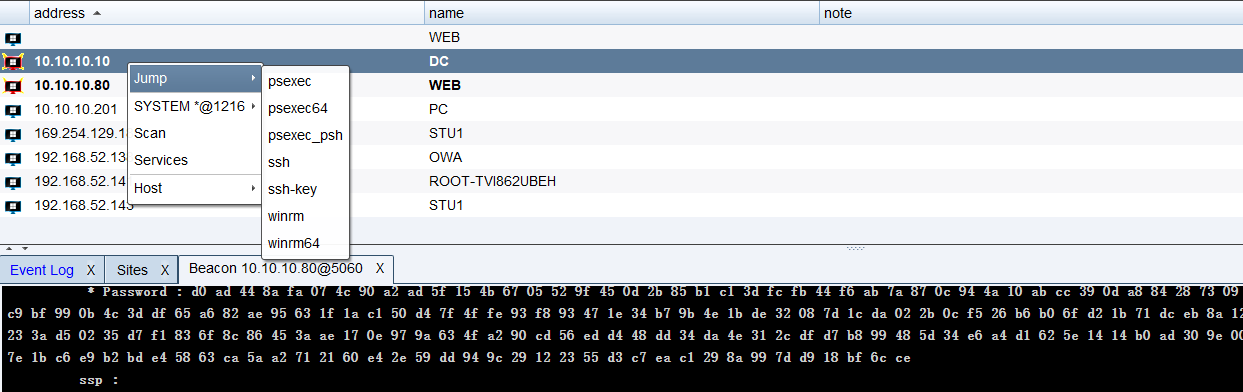 address name note
WEB
10.10.10.10 DC
Jump psexec
10.10.10.80 WEB
SYSTEM *@1216 psexec64
10.10.10.201 PC
Scan psexec_psh
169.254.129.1 STU1
Services ssh
192.168.52.13 OWA
Host ssh-key
192.168.52.14 ROOT-TVI862UBEH
winrm
192.168.52.143 STU1
winrm64
Event Log X Sites X Beacon 10.10.10.80@5060 X
* Password : d0 ad 44 8a fa 07 4c 90 a2 ad 5f 15 4b 67 05 52 9f 45 0d 2b 85 b1 c1 3d fc fb 44 f6 ab 7a 87 0c 94 4a 10 ab cc 39 0d a8 84 28 73 09
c9 bf 99 0b 4c 3d df 65 a6 82 ae 95 63 1f 1a c1 50 d4 7f 4f fe 93 f8 93 47 1e 34 b7 9b 4e 1b de 32 08 7d 1c da 02 2b 0c f5 26 b6 b0 6f d2 1b 71 dc eb 8a 12
23 3a d5 02 35 d7 f1 83 6f 8c 86 45 3a ae 17 0e 97 9a 63 4f a2 90 cd 56 ed d4 48 dd 34 da 4e 31 2c df d7 b8 99 48 5d 34 e6 a4 d1 62 5e 14 14 b0 ad 30 9e 00
7e 1b c6 e9 b2 bd e4 58 63 ca 5a a2 71 21 60 e4 2e 59 dd 94 9c 29 12 23 55 d3 c7 ea c1 29 8a 99 7d d9 18 bf 6c ce
ssp :